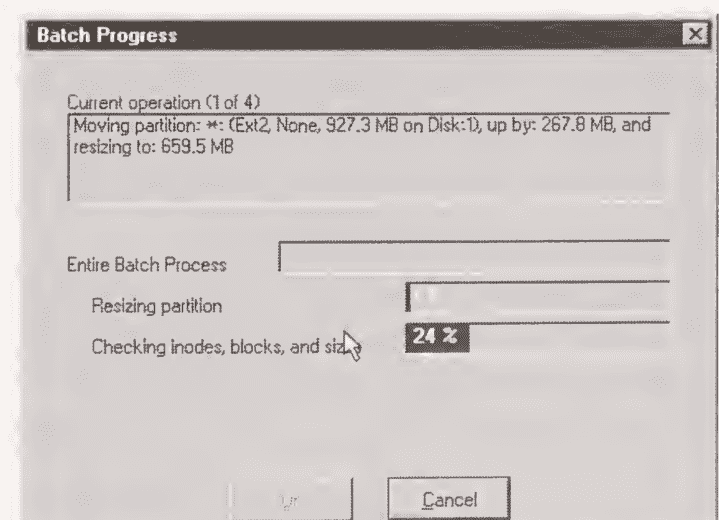 Batch Progress
Current operation (1 of 4)
Moving partition: *: (Ext2, None, 927.3 MB on Disk:1), up by: 267.8 MB, and
resizing to: 659.5 MB
Entire Batch Process
Resizing partition
Checking inodes, blocks, and
24 %
Cancel